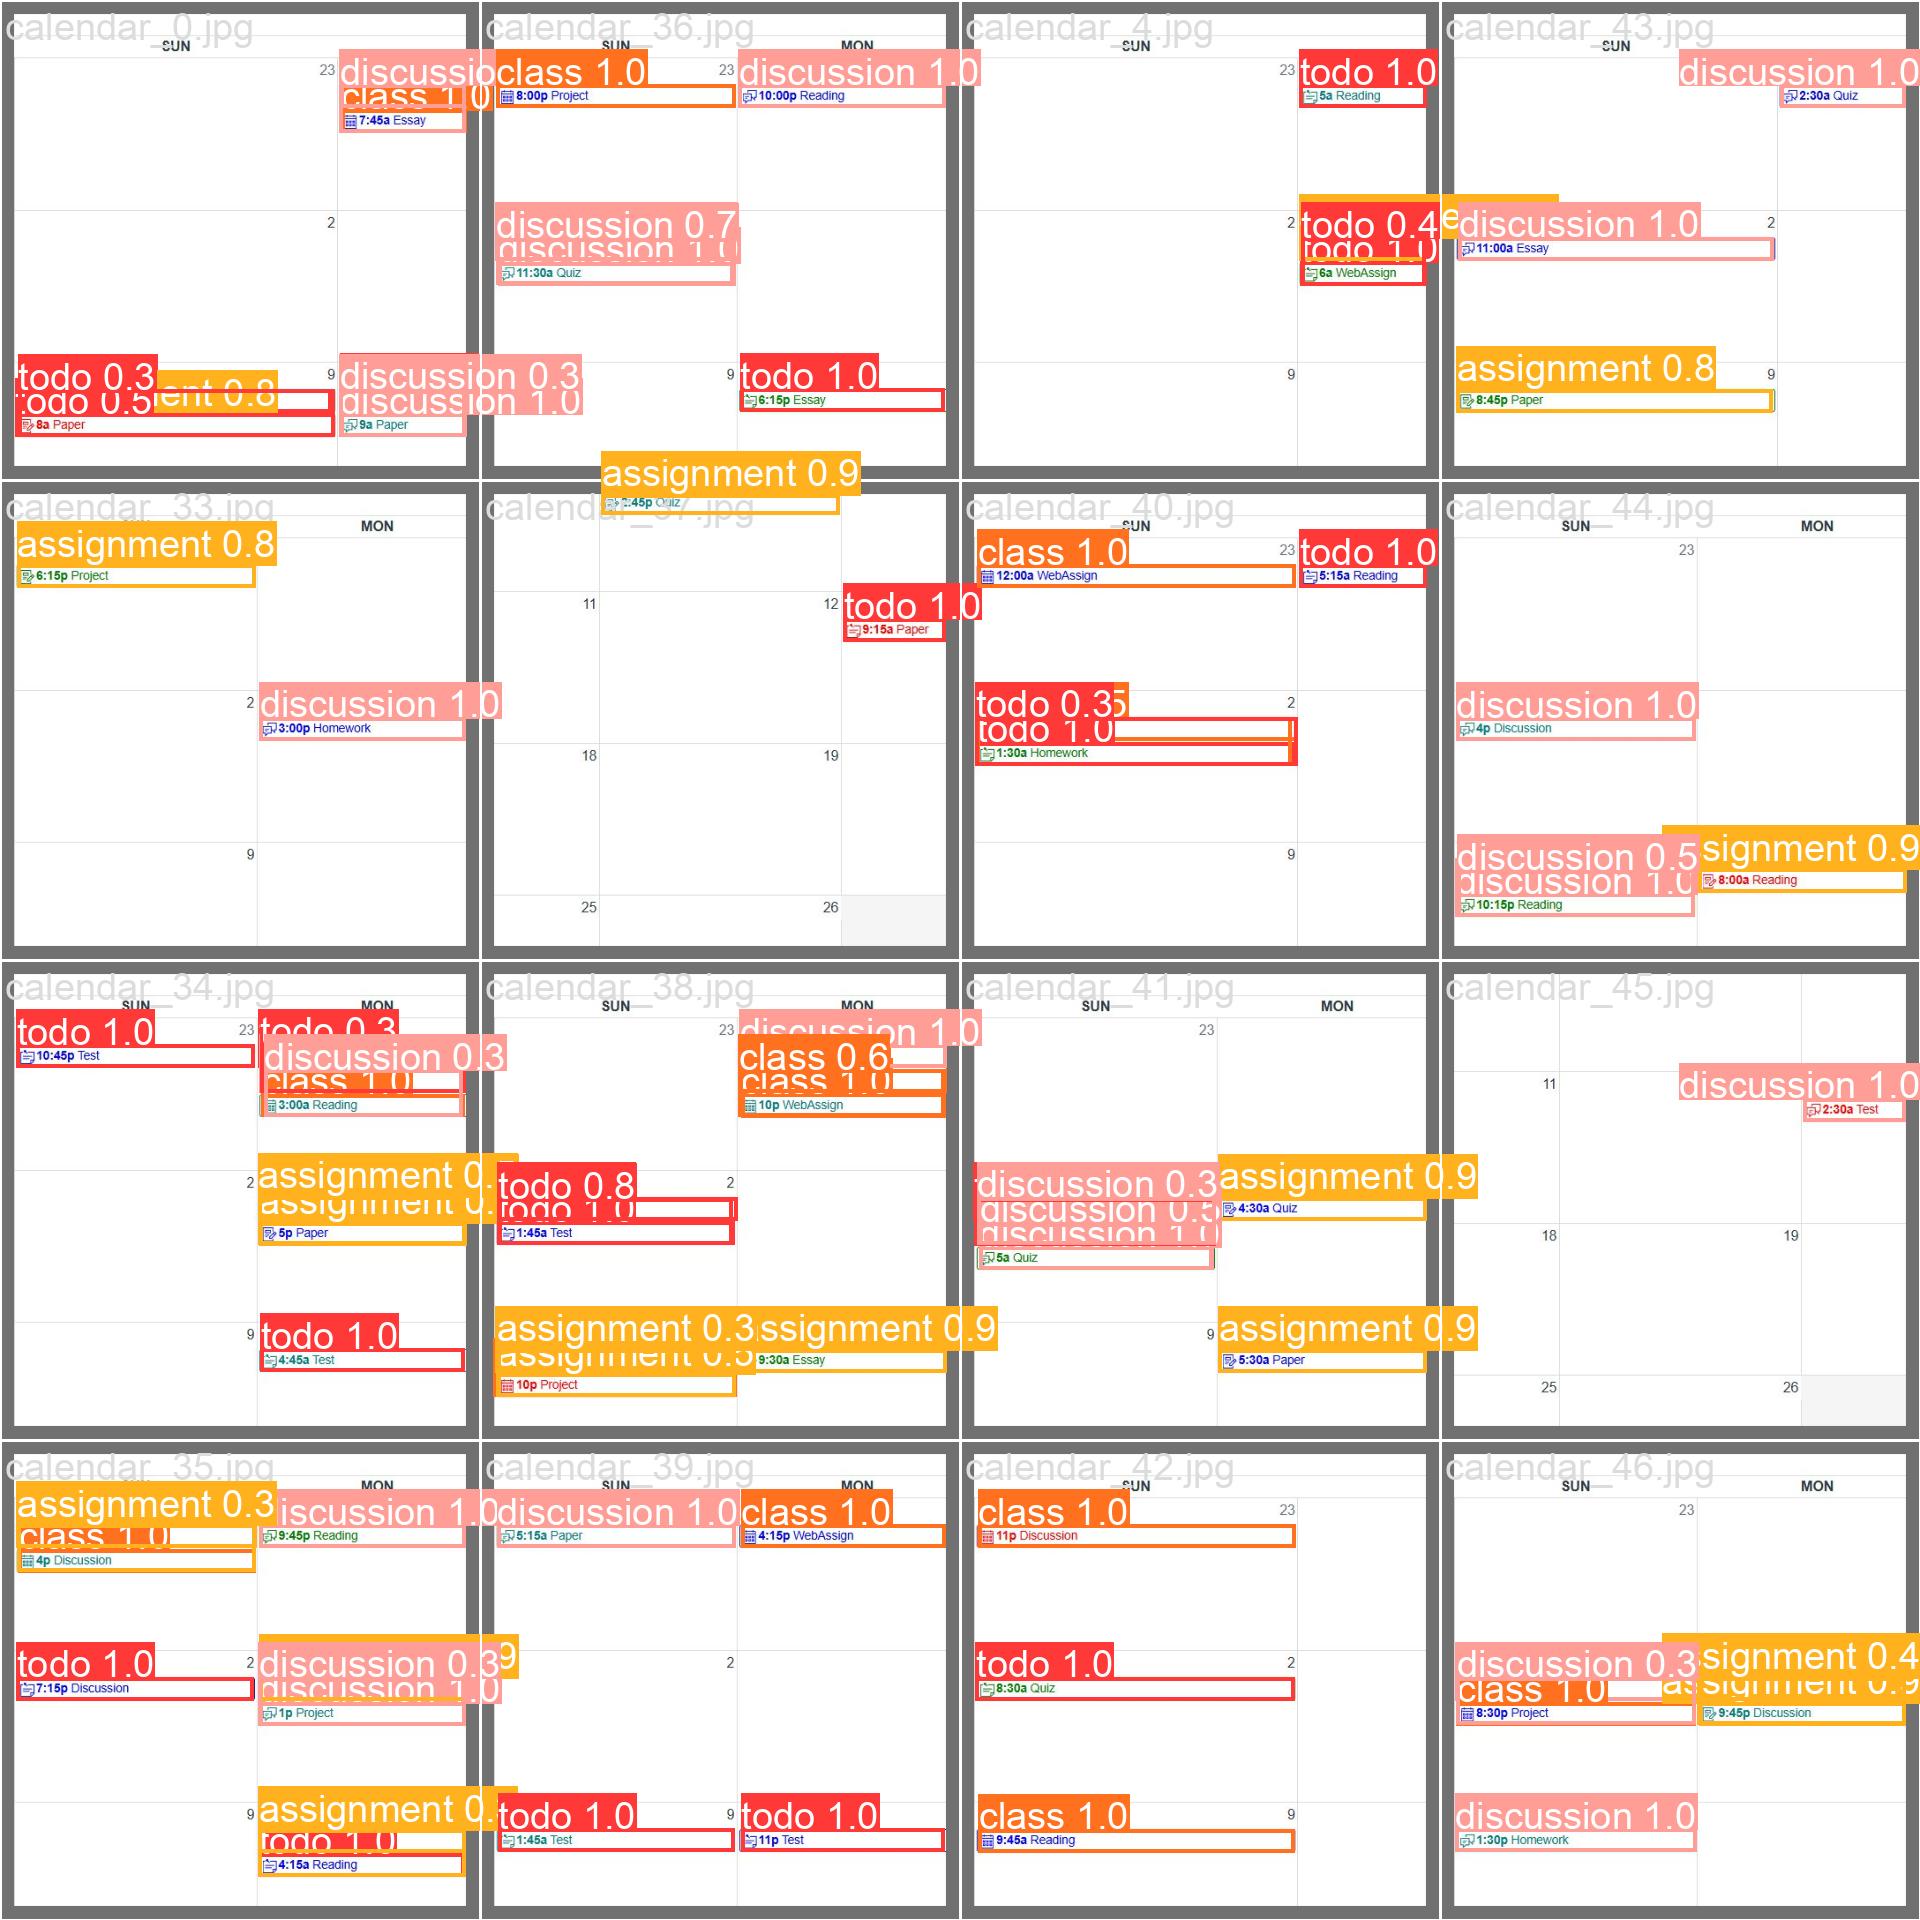 calendar_0.jpg
SUN
23
discussio
class 1.0
7:45a Essay
2
9
todo 0.3
ent 0.8
todo 0.5
8a Paper
discussion 0.3
discussion 1.0
9a Paper
calendar_36.jpg
SUN
MON
class 1.0
23
discussion 1.0
8:00p Project
10:00p Reading
discussion 0.7
discussion 1.0
11:30a Quiz
9
todo 1.0
6:15p Essay
calendar_4.jpg
SUN
23
todo 1.0
5a Reading
2
todo 0.4
todo 1.0
6a WebAssign
9
calendar_43.jpg
SUN
discussion 1.0
2:30a Quiz
discussion 1.0
2
11:00a Essay
assignment 0.8
9
8:45p Paper
calendar_33.jpg
MON
assignment 0.8
6:15p Project
2
discussion 1.0
3:00p Homework
9
assignment 0.9
2:45p Quiz
calendar_37.jpg
11
12
todo 1.0
9:15a Paper
18
19
25
26
calendar_40.jpg
SUN
class 1.0
23
todo 1.0
12:00a WebAssign
5:15a Reading
todo 0.3
2
todo 1.0
1:30a Homework
9
calendar_44.jpg
SUN
MON
23
discussion 1.0
4p Discussion
discussion 0.5
signment 0.9
discussion 1.0
8:00a Reading
10:15p Reading
calendar_34.jpg
SUN
MON
todo 1.0
23
todo 0.3
10:45p Test
discussion 0.3
class 1.0
3:00a Reading
2
assignment 0.
assignment 0.
5p Paper
9
todo 1.0
4:45a Test
calendar_38.jpg
SUN
MON
23
discussion 1.0
class 0.6
class 1.0
10p WebAssign
todo 0.8
2
todo 1.0
1:45a Test
assignment 0.3
ssignment 0.9
assignment 0.5
9:30a Essay
10p Project
calendar_41.jpg
SUN
MON
23
discussion 0.3
assignment 0.9
discussion 0.5
4:30a Quiz
discussion 1.0
5a Quiz
9
assignment 0.9
5:30a Paper
calendar_45.jpg
11
discussion 1.0
2:30a Test
18
19
25
26
calendar_35.jpg
MON
assignment 0.3
iscussion 1.0
class 1.0
9:45p Reading
4p Discussion
todo 1.0
2
discussion 0.3
9
7:15p Discussion
discussion 1.0
1p Project
9
assignment 0.
todo 1.0
4:15a Reading
calendar_39.jpg
SUN
MON
discussion 1.0
class 1.0
5:15a Paper
4:15p WebAssign
2
todo 1.0
9
todo 1.0
1:45a Test
11p Test
calendar_42.jpg
SUN
class 1.0
23
11p Discussion
todo 1.0
2
8:30a Quiz
class 1.0
9
9:45a Reading
calendar_46.jpg
SUN
MON
23
discussion 0.3
signment 0.4
class 1.0
assignment 0.9
8:30p Project
9:45p Discussion
discussion 1.0
1:30p Homework